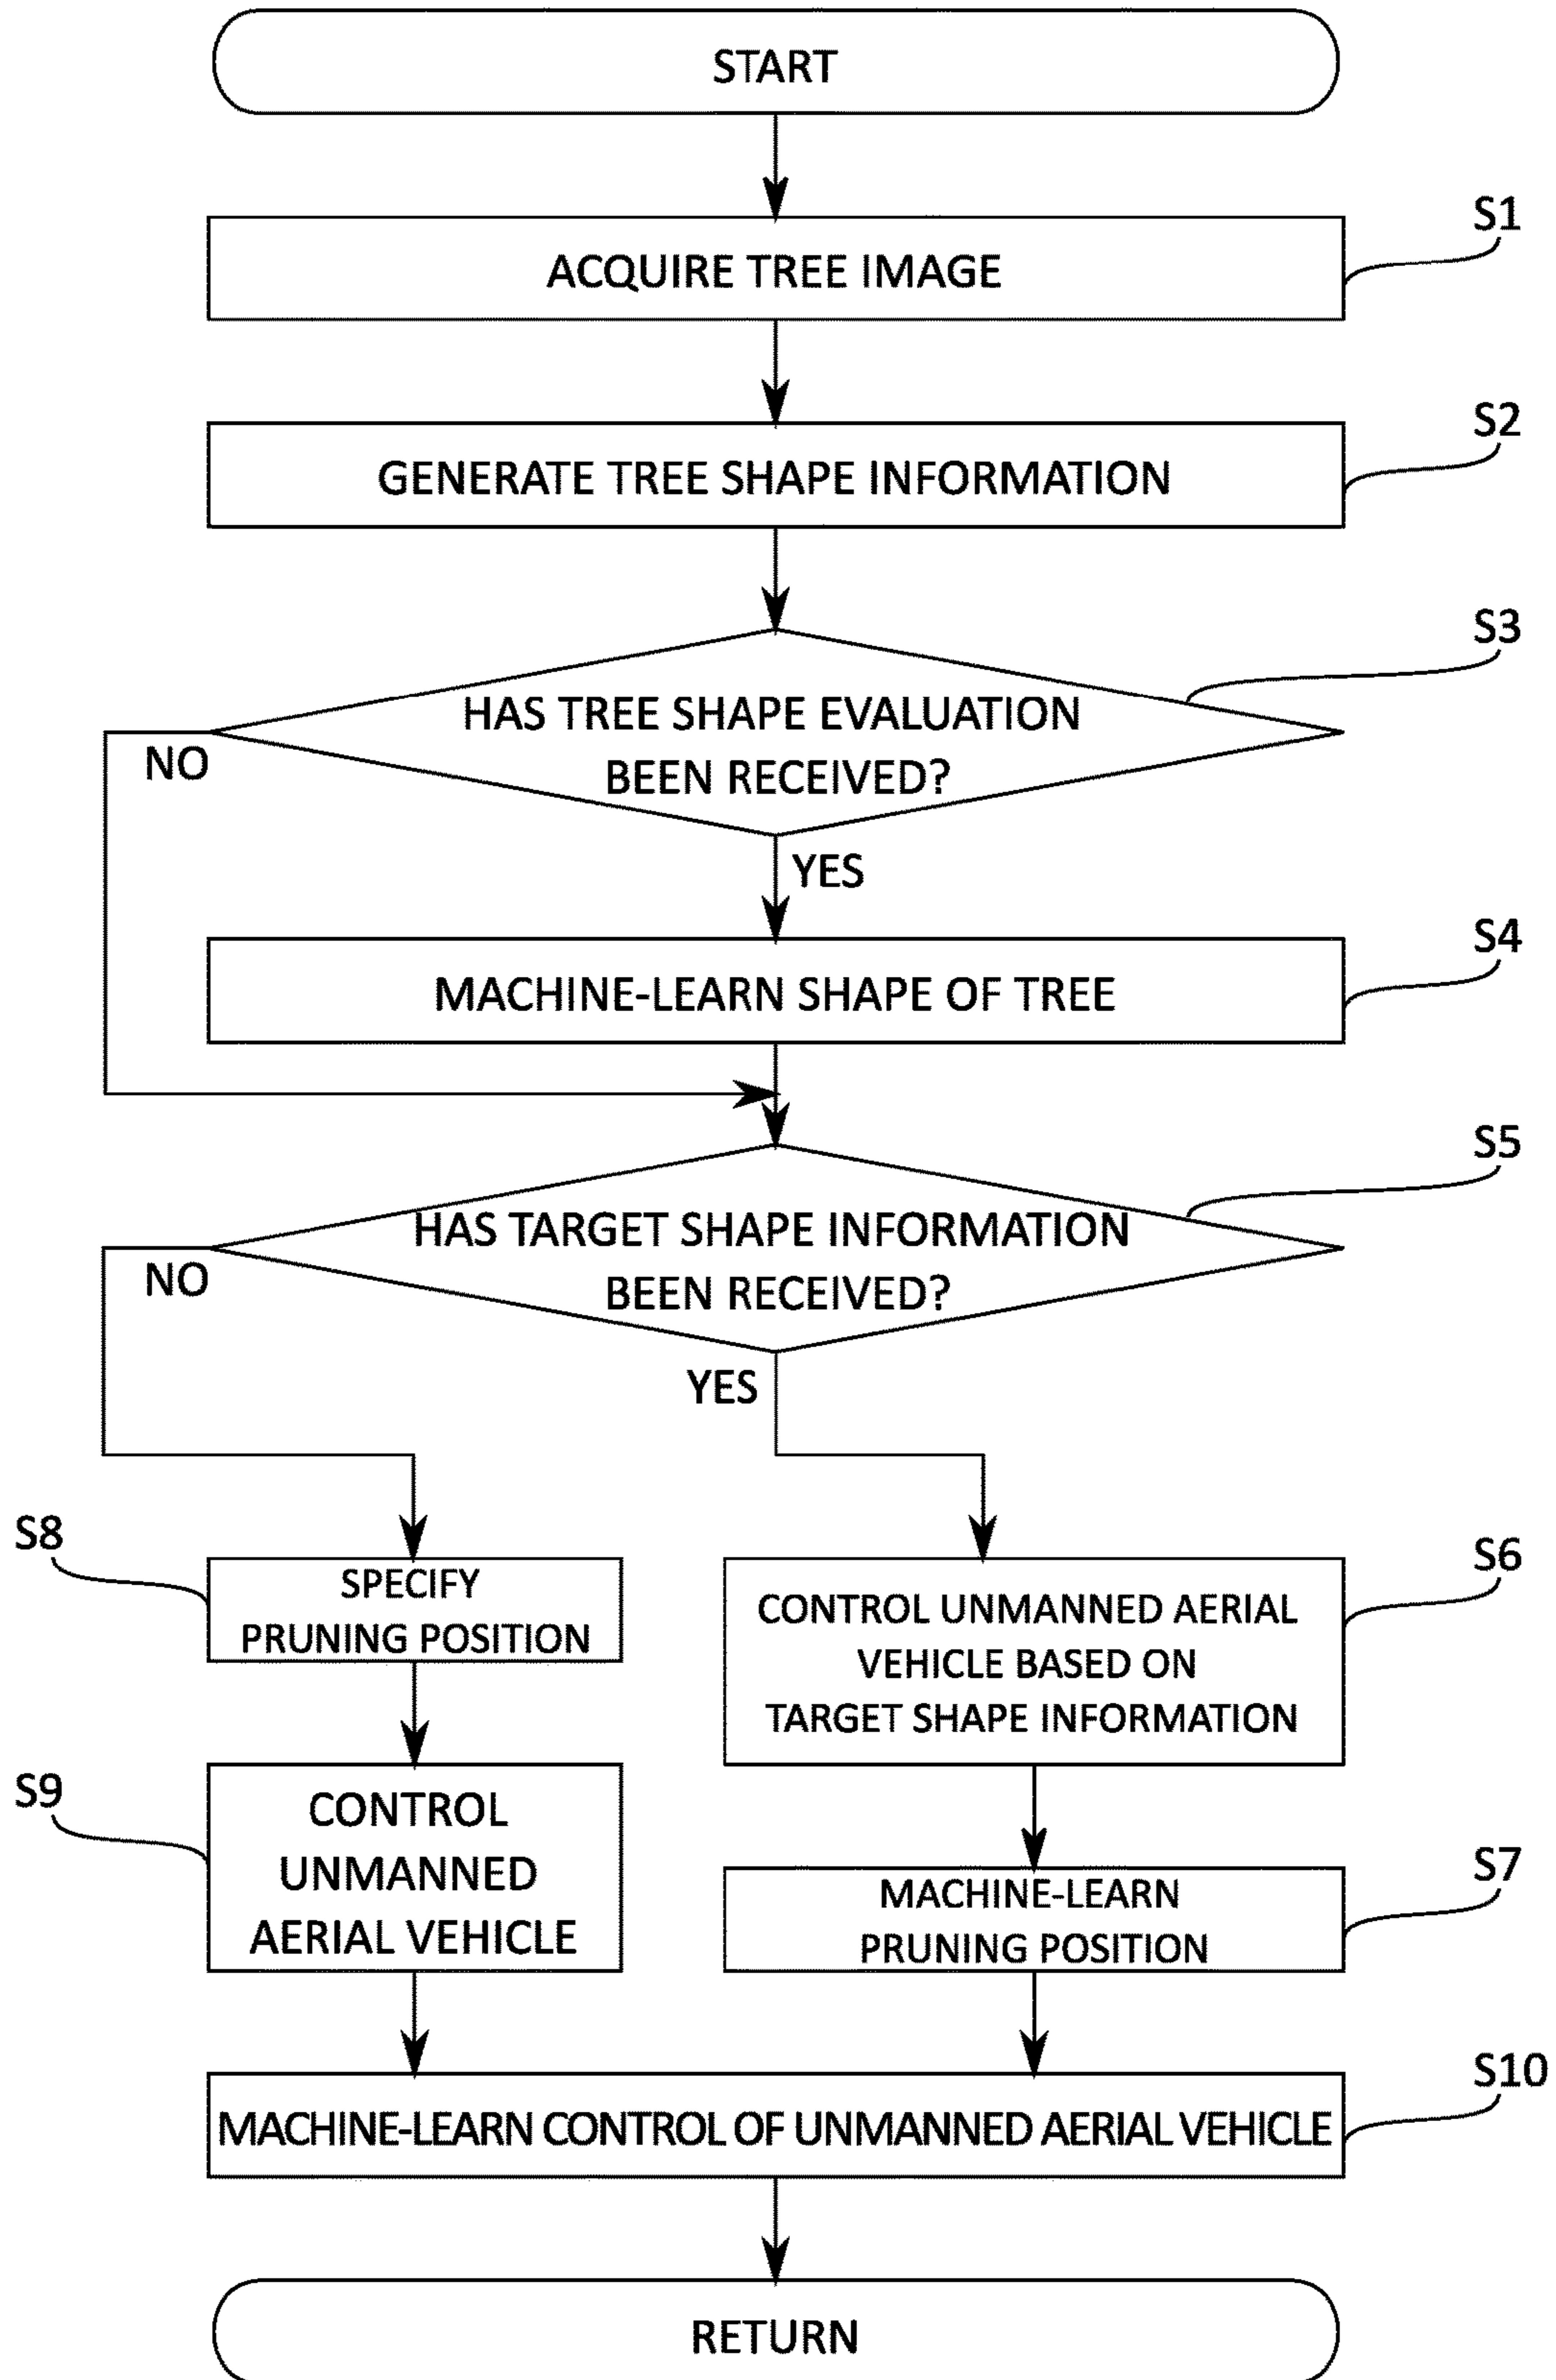 START
S1
ACQUIRE TREE IMAGE
S2
GENERATE TREE SHAPE INFORMATION
S3
HAS TREE SHAPE EVALUATION
BEEN RECEIVED?
NO
YES
S4
MACHINE-LEARN SHAPE OF TREE
S5
HAS TARGET SHAPE INFORMATION
BEEN RECEIVED?
NO
YES
S8
SPECIFY
PRUNING POSITION
S6
CONTROL UNMANNED AERIAL
VEHICLE BASED ON
TARGET SHAPE INFORMATION
S9
CONTROL
UNMANNED
AERIAL VEHICLE
S7
MACHINE-LEARN
PRUNING POSITION
S10
MACHINE-LEARN CONTROL OF UNMANNED AERIAL VEHICLE
RETURN